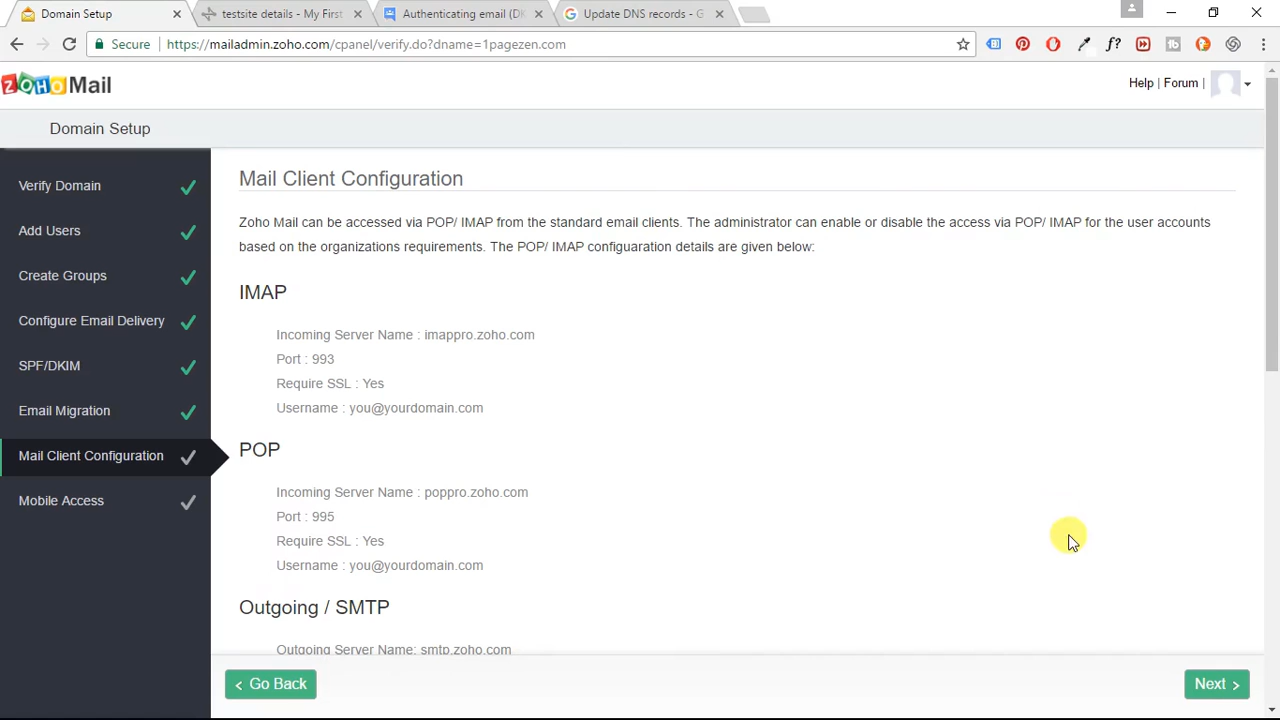 Domain Setup
testsite details - My First
Authenticating email (DK
Update DNS records - G
Secure
https://mailadmin.zoho.com/cpanel/verify.do?dname=1pagezen.com
f?
ZOHO Mail
Help | Forum |
Domain Setup
Verify Domain
Add Users
Create Groups
Configure Email Delivery
SPF/DKIM
Email Migration
Mail Client Configuration
Mobile Access
Mail Client Configuration
Zoho Mail can be accessed via POP/ IMAP from the standard email clients. The administrator can enable or disable the access via POP/ IMAP for the user accounts
based on the organizations requirements. The POP/ IMAP configuaration details are given below:
IMAP
Incoming Server Name : imappro.zoho.com
Port : 993
Require SSL : Yes
Username : you@yourdomain.com
POP
Incoming Server Name : poppro.zoho.com
Port : 995
Require SSL : Yes
Username : you@yourdomain.com
Outgoing / SMTP
Outgoing Server Name: smtp.zoho.com
< Go Back
Next >